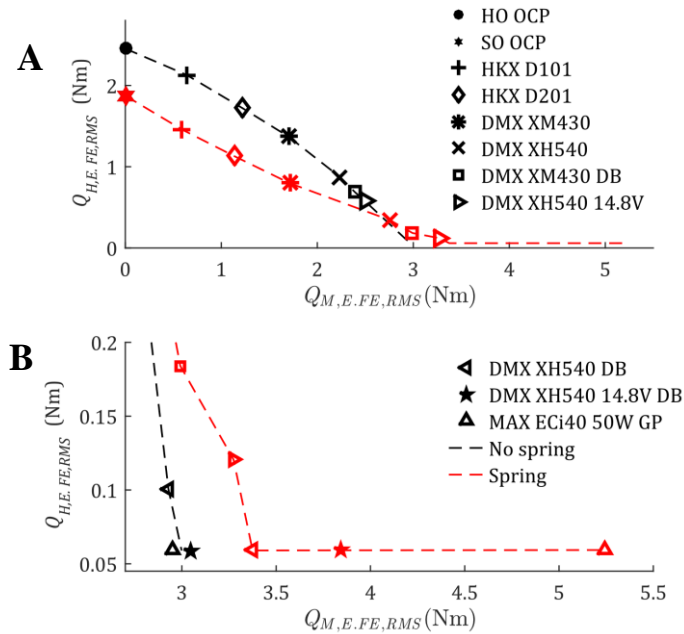 A
Q_{H,E.FE,RMS} (Nm)
2
1
0
0
1
2
3
4
5
Q_{M,E.FE,RMS} (Nm)
HO OCP
SO OCP
HKX D101
HKX D201
DMX XM430
DMX XH540
DMX XM430 DB
DMX XH540 14.8V
B
Q_{H,E.FE,RMS} (Nm)
0.2
0.15
0.1
0.05
3
3.5
4
4.5
5
5.5
Q_{M,E.FE,RMS} (Nm)
DMX XH540 DB
DMX XH540 14.8V DB
MAX ECi40 50W GP
No spring
Spring